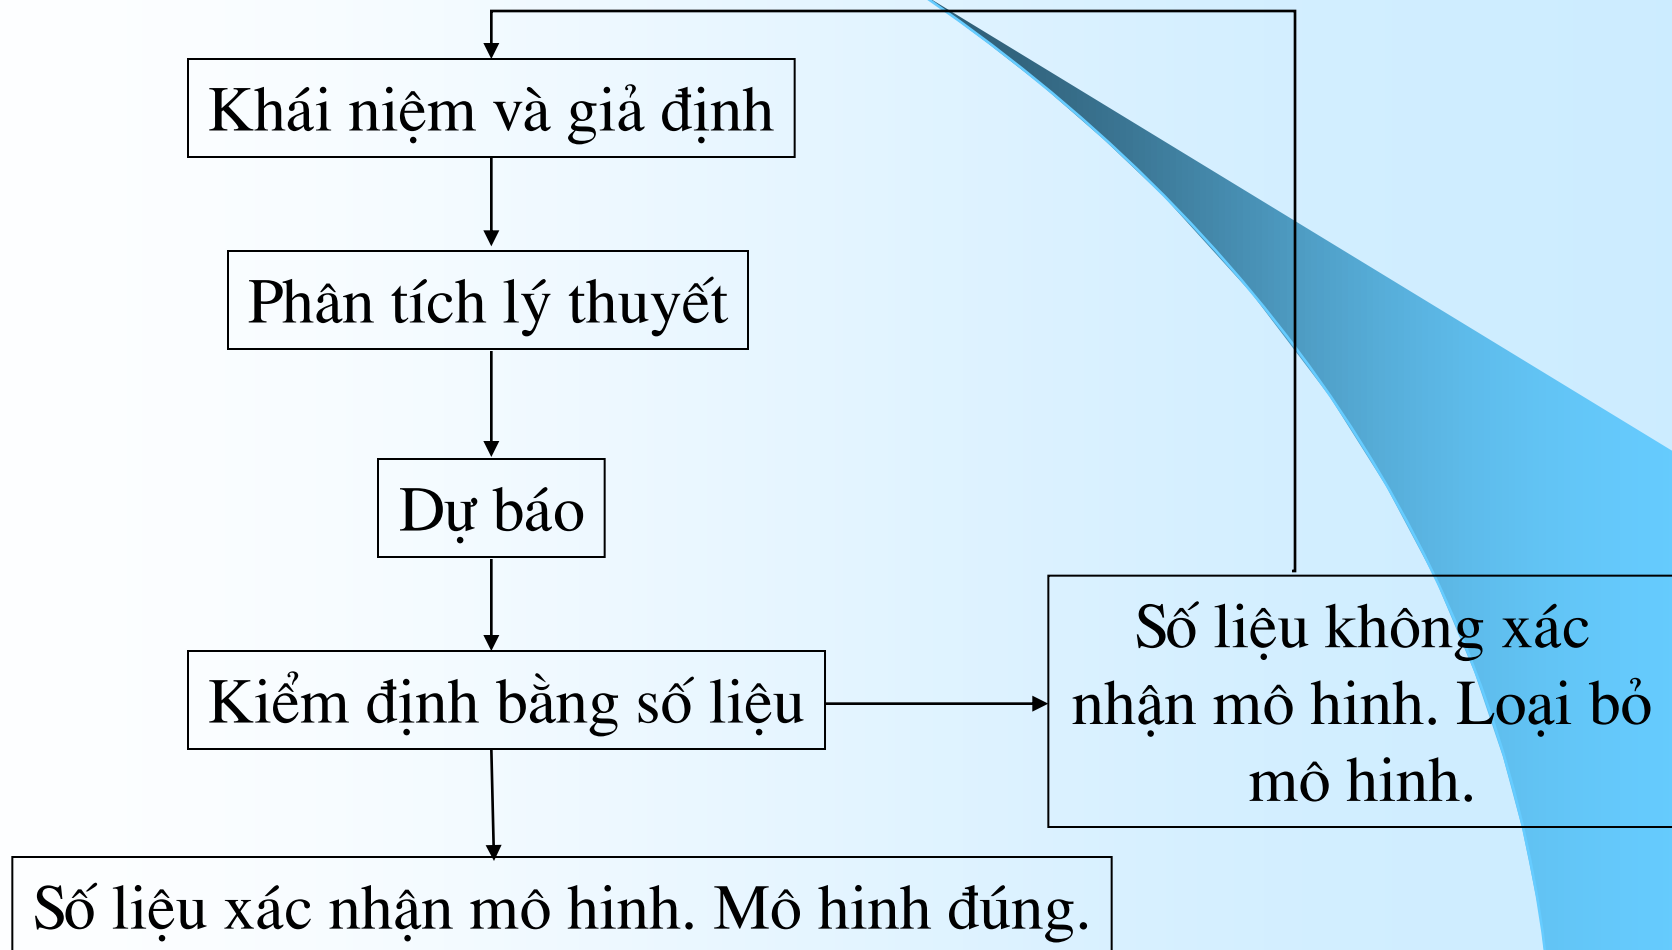 Khái niệm và giả định
Phân tích lý thuyết
Dự báo
Kiểm định bằng số liệu
Số liệu không xác
nhận mô hinh. Loại bỏ
mô hinh.
Số liệu xác nhận mô hinh. Mô hinh đúng.